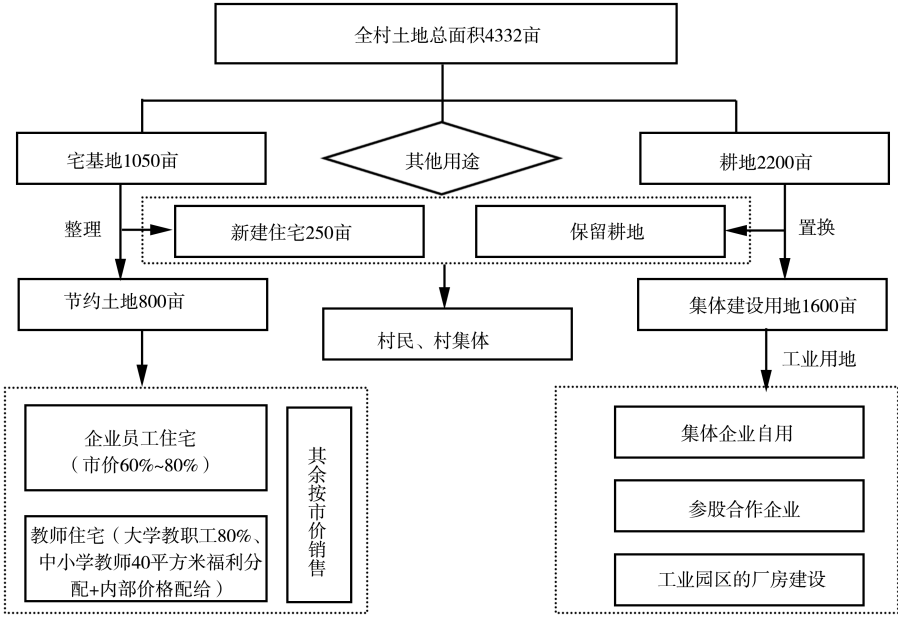 全村土地总面积4332亩
宅基地1050亩
其他用途
耕地2200亩
整理
新建住宅250亩
保留耕地
置换
节约土地800亩
村民、村集体
集体建设用地1600亩
工业用地
企业员工住宅
（市价60%~80%）
教师住宅（大学教职工80%、
中小学教师40平方米福利分
配+内部价格配给）
其余按市价销售
集体企业自用
参股合作企业
工业园区的厂房建设